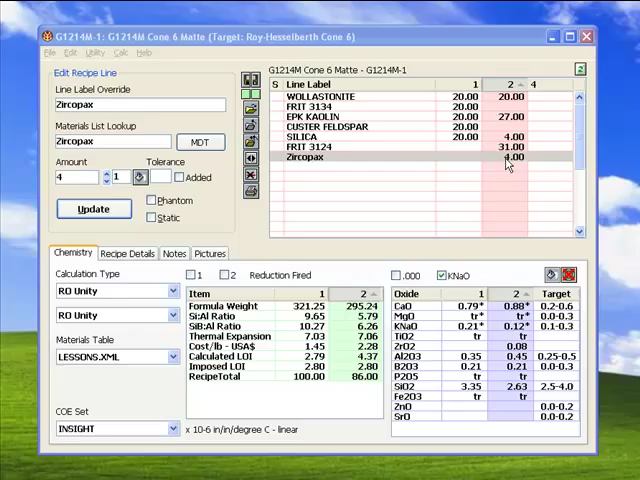 G1214M-1: G1214M Cone 6 Matte (Target: Roy-Hesselberth Cone 6)
File Edit Utility Calc Help
Edit Recipe Line
Line Label Override
Zircopax
Materials List Lookup
Zircopax
MDT
Amount Tolerance
4 1 Added
Update
Phantom
Static
G1214M Cone 6 Matte - G1214M-1
S Line Label 1 2 4
WOLLASTONITE 20.00 20.00
FRIT 3134 20.00
EPK KAOLIN 20.00 27.00
CUSTER FELDSPAR 20.00
SILICA 20.00 4.00
FRIT 3124 31.00
Zircopax 4.00
Chemistry Recipe Details Notes Pictures
Calculation Type
RO Unity
RO Unity
Materials Table
LESSONS.XML
COE Set
INSIGHT
x 10-6 in/in/degree C - linear
1 2 Reduction Fired
Item 1 2
Formula Weight 321.25 295.24
Si:Al Ratio 9.65 5.79
SiB:Al Ratio 10.27 6.26
Thermal Expansion 7.03 7.06
Cost/lb - USA$ 1.45 2.28
Calculated LOI 2.79 4.37
Imposed LOI 2.80 2.80
RecipeTotal 100.00 86.00
.000 KNaO
Oxide 1 2 Target
CaO 0.79* 0.88* 0.2-0.6
MgO tr* tr* 0.0-0.3
KNaO 0.21* 0.12* 0.1-0.3
TiO2 tr tr
ZrO2 0.08
Al2O3 0.35 0.45 0.25-0.5
B2O3 0.21 0.21
P2O5 tr tr
SiO2 3.35 2.63 2.5-4.0
Fe2O3 tr tr
ZnO 0.0-0.2
SrO 0.0-0.2